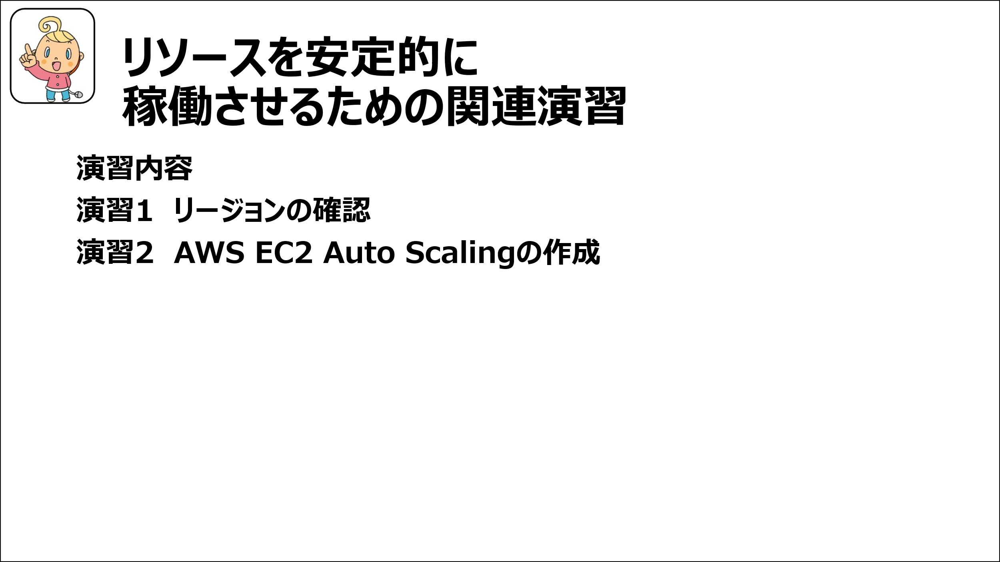 リソースを安定的に
稼働させるための関連演習
演習内容
演習1 リージョンの確認
演習2 AWS EC2 Auto Scalingの作成